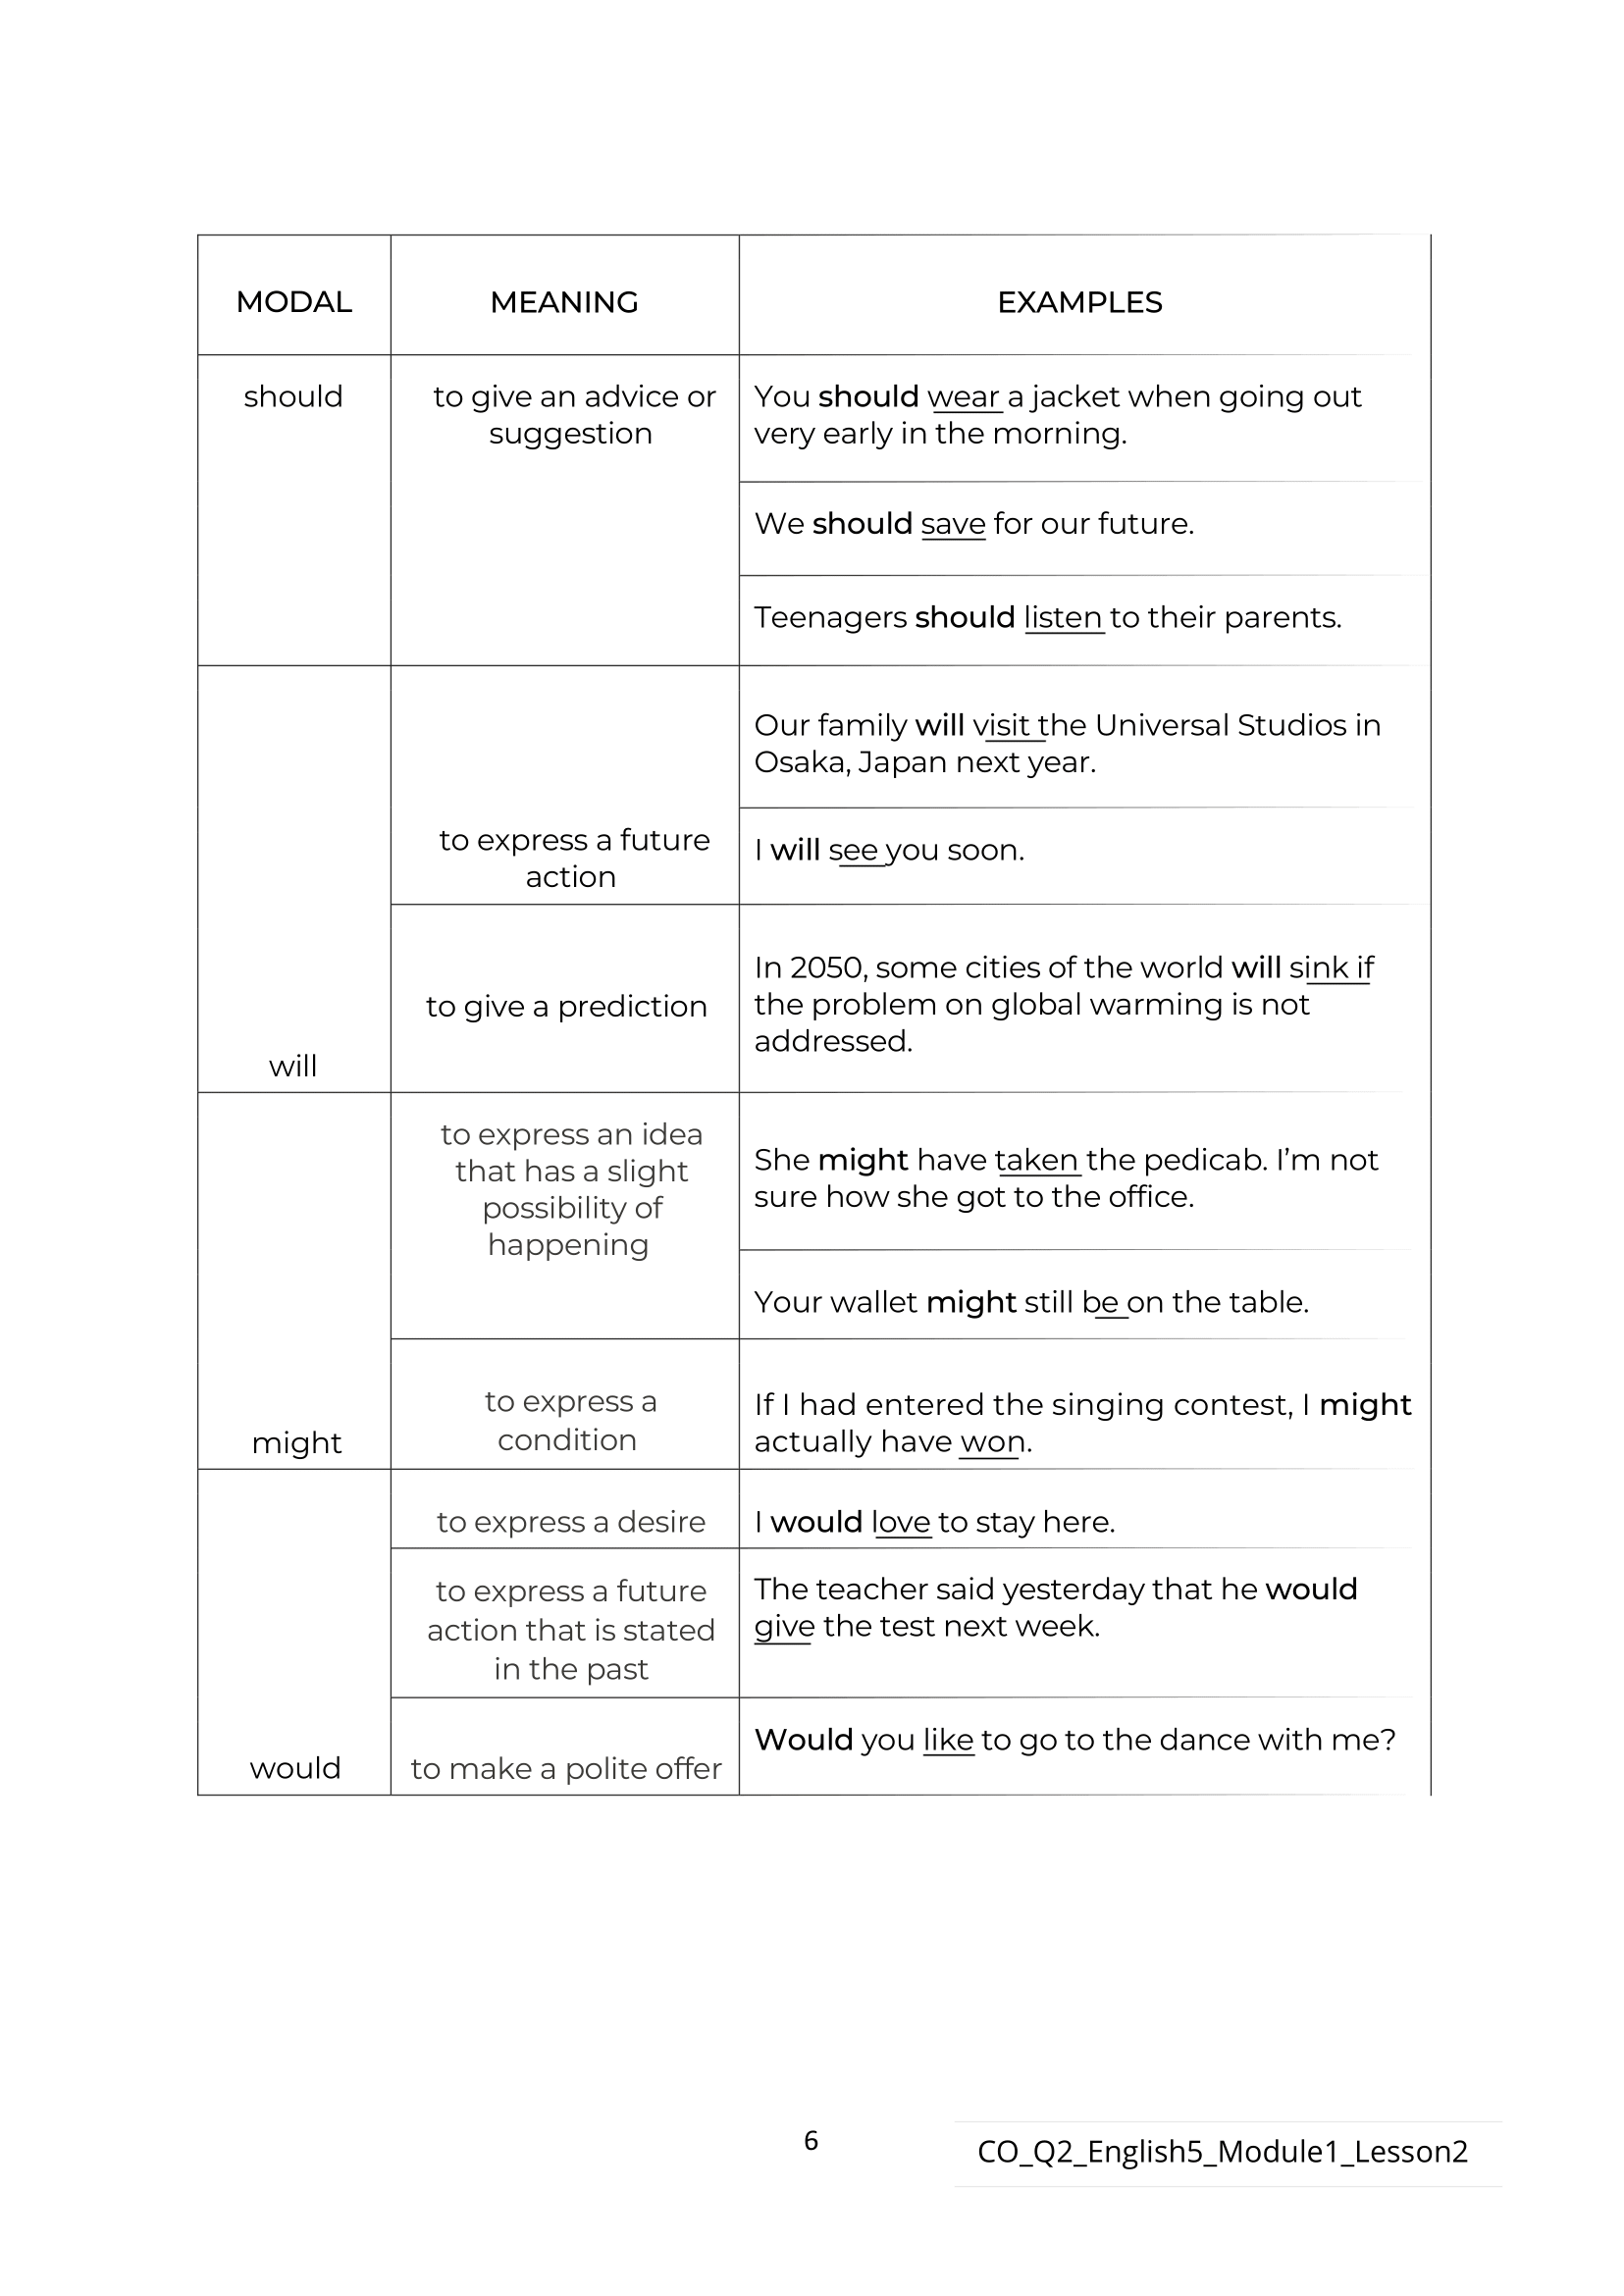 MODAL
MEANING
EXAMPLES
should
to give an advice or
suggestion
You should wear a jacket when going out
very early in the morning.
We should save for our future.
Teenagers should listen to their parents.
will
to express a future
action
Our family will visit the Universal Studios in
Osaka, Japan next year.
I will see you soon.
to give a prediction
In 2050, some cities of the world will sink if
the problem on global warming is not
addressed.
might
to express an idea
that has a slight
possibility of
happening
She might have taken the pedicab. I’m not
sure how she got to the office.
Your wallet might still be on the table.
to express a
condition
If I had entered the singing contest, I might
actually have won.
would
to express a desire
I would love to stay here.
to express a future
action that is stated
in the past
The teacher said yesterday that he would
give the test next week.
to make a polite offer
Would you like to go to the dance with me?
6
CO_Q2_English5_Module1_Lesson2